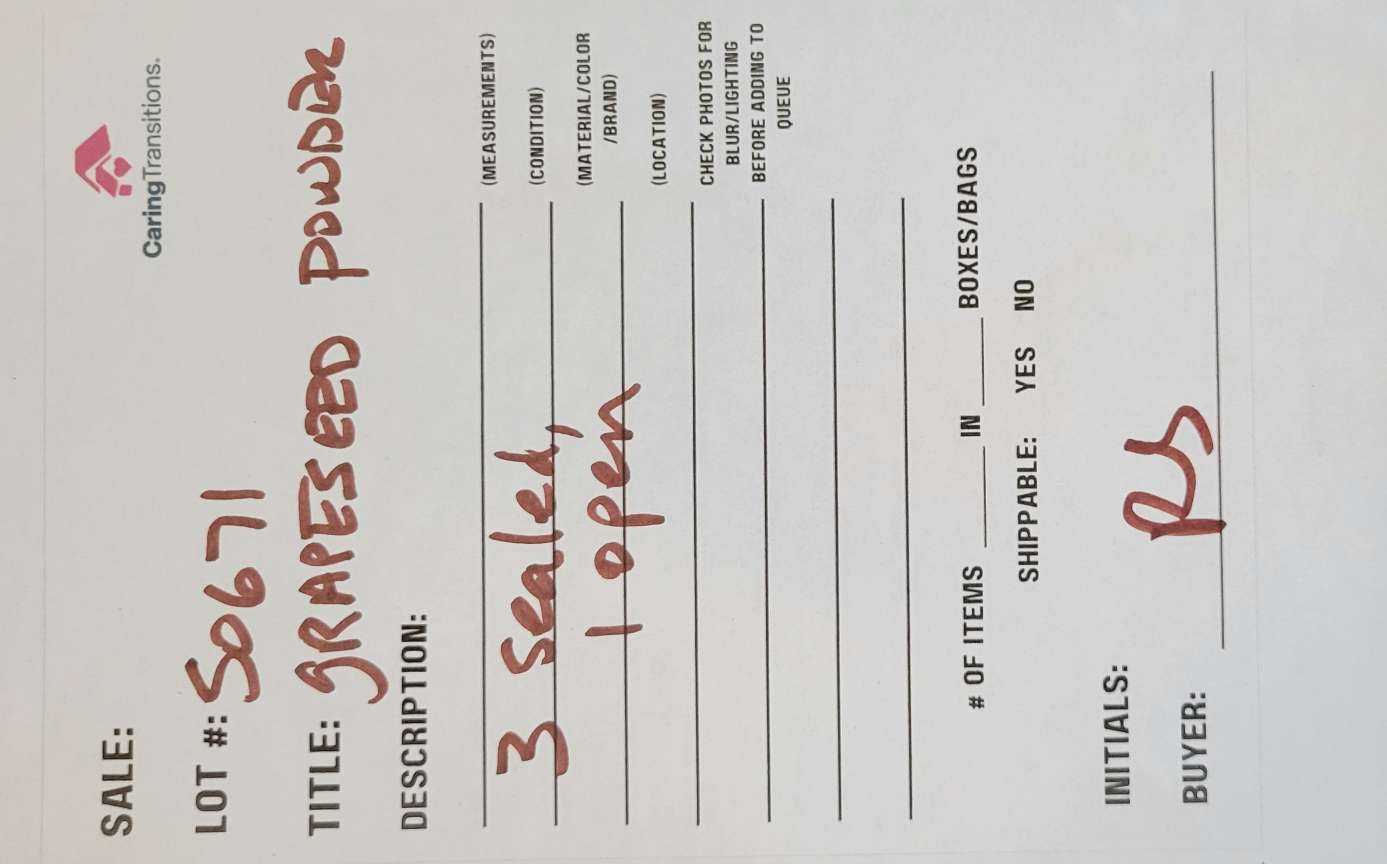 CaringTransitions.
SALE:
LOT #: 50671
TITLE: GRAPESEED POWDER
DESCRIPTION:
(MEASUREMENTS)
3 sealed,
(CONDITION)
1 open
(MATERIAL/COLOR
/BRAND)
(LOCATION)
CHECK PHOTOS FOR
BLUR/LIGHTING
BEFORE ADDING TO
QUEUE
# OF ITEMS IN BOXES/BAGS
SHIPPABLE: YES NO
INITIALS: RS
BUYER: